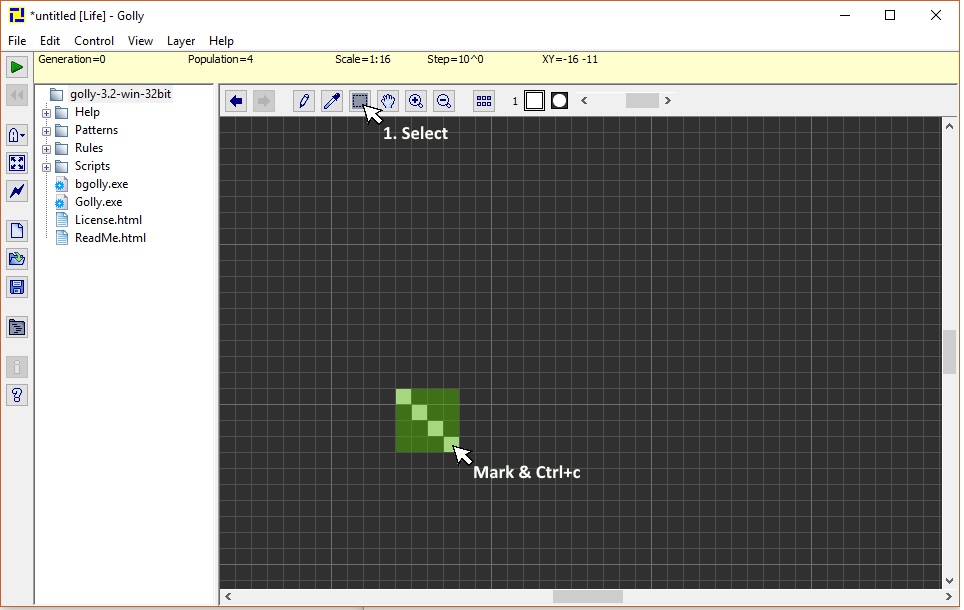 *untitled [Life] - Golly
File Edit Control View Layer Help
Generation=0 Population=4 Scale=1:16 Step=10^0 XY=-16 -11
golly-3.2-win-32bit
Help
Patterns
Rules
Scripts
bgolly.exe
Golly.exe
License.html
ReadMe.html
1
1. Select
Mark & Ctrl+c